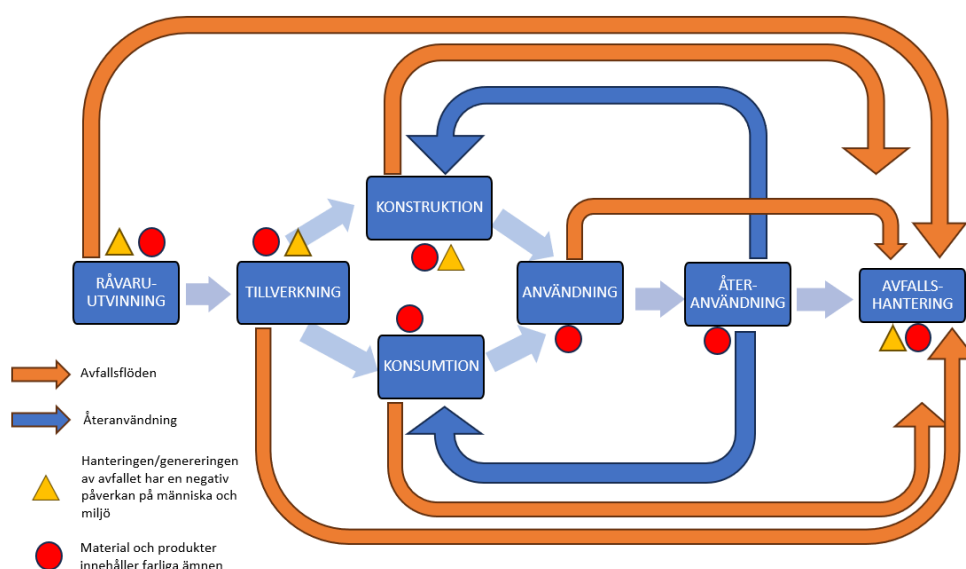 KONSTRUKTION
RÅVARU-
UTVINNING
TILLVERKNING
ANVÄNDNING
ÅTER-
ANVÄNDNING
AVFALLS-
HANTERING
KONSUMTION
Avfallsflöden
Återanvändning
Hanteringen/genereringen
av avfallet har en negativ
påverkan på människa och
miljö
Material och produkter
innehåller farliga ämnen